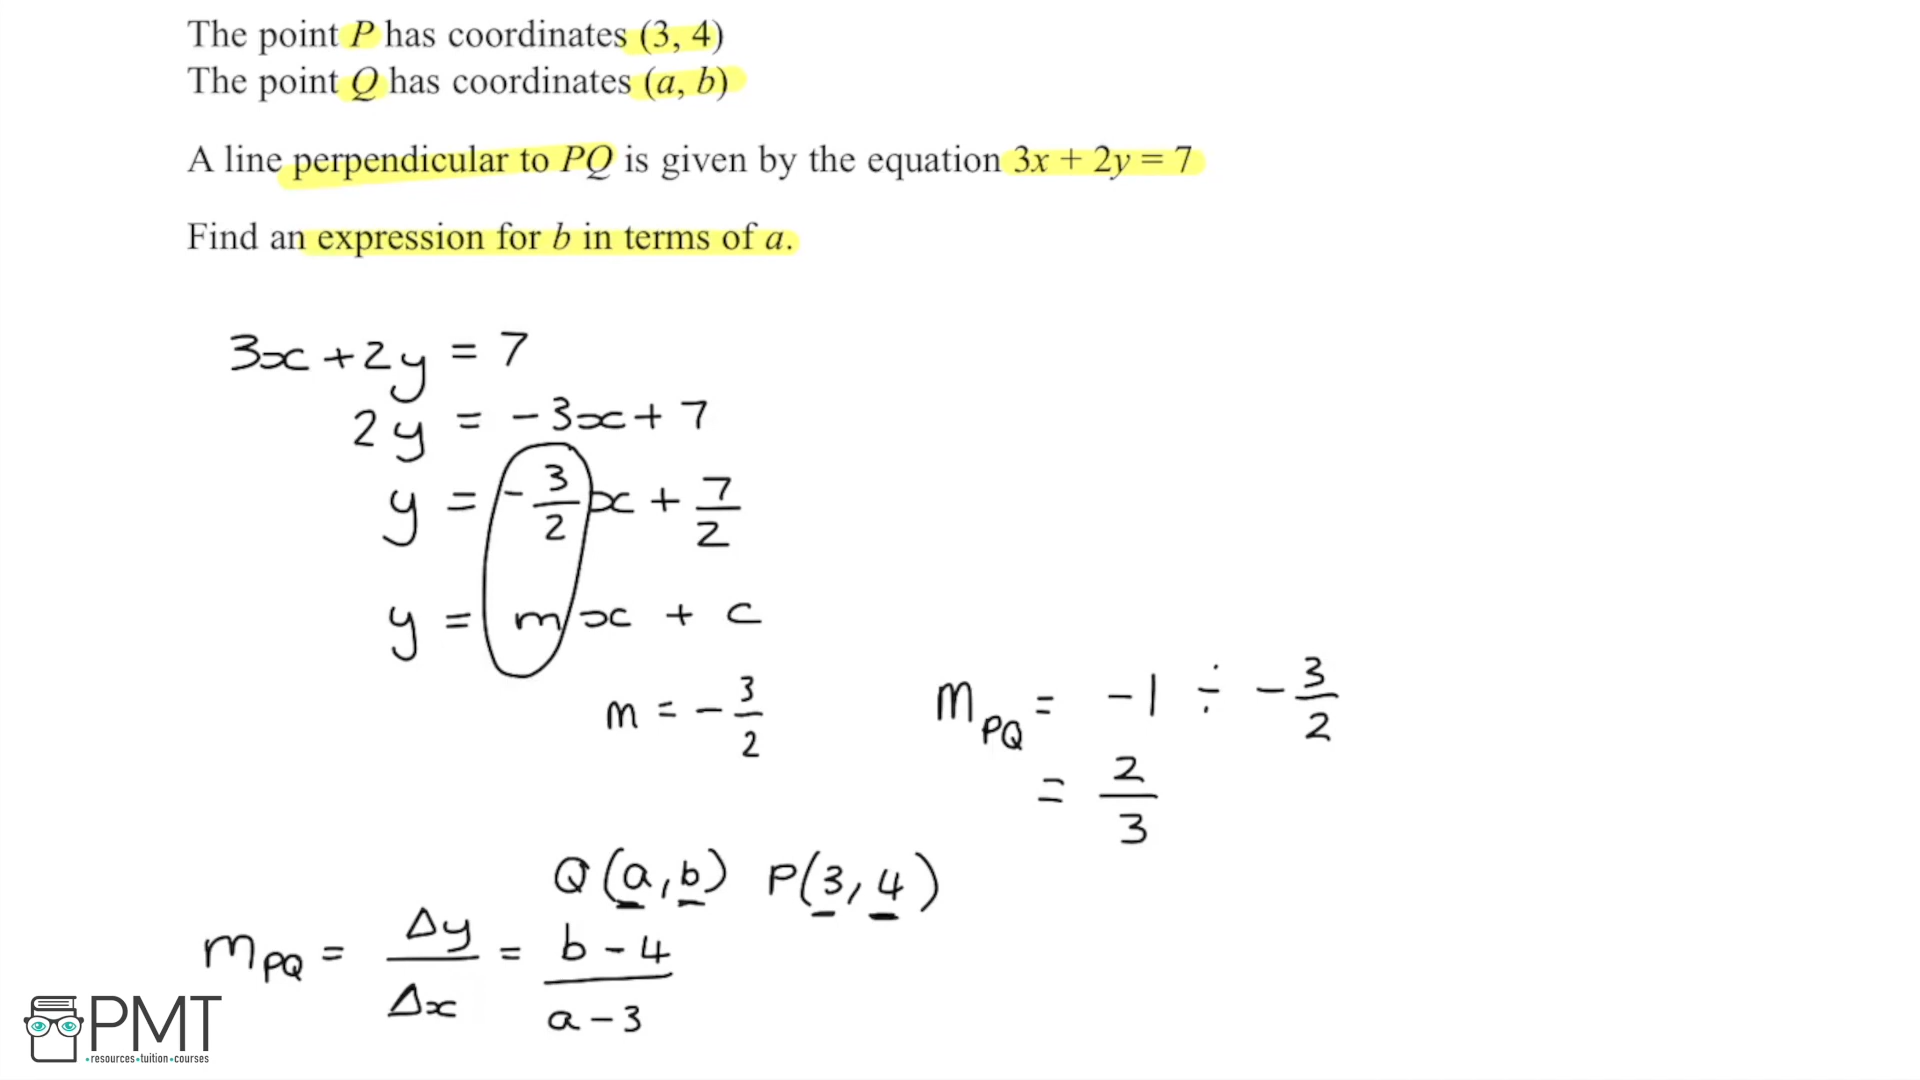 The point P has coordinates (3, 4)
The point Q has coordinates (a, b)
A line perpendicular to PQ is given by the equation 3x + 2y = 7
Find an expression for b in terms of a.
3x + 2y = 7
2y = -3x + 7
y = -3/2 x + 7/2
y = mx + c
m = -3/2
m PQ = -1 ÷ -3/2
= 2/3
Q(a, b) P(3, 4)
m PQ = Δy/Δx = b-4/a-3
PMT
•resources•tuition•courses